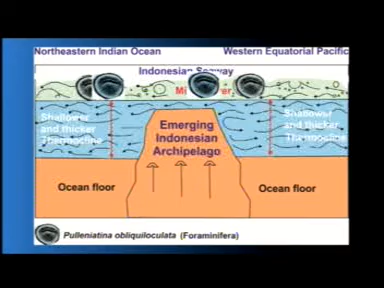 Northeastern Indian Ocean
Western Equatorial Pacific
Indonesian Seaway
Shallower
and thicker
Thermocline
Emerging
Indonesian
Archipelago
Shallower
and thicker
Thermocline
Ocean floor
Ocean floor
Pulleniatina obliquiloculata (Foraminifera)